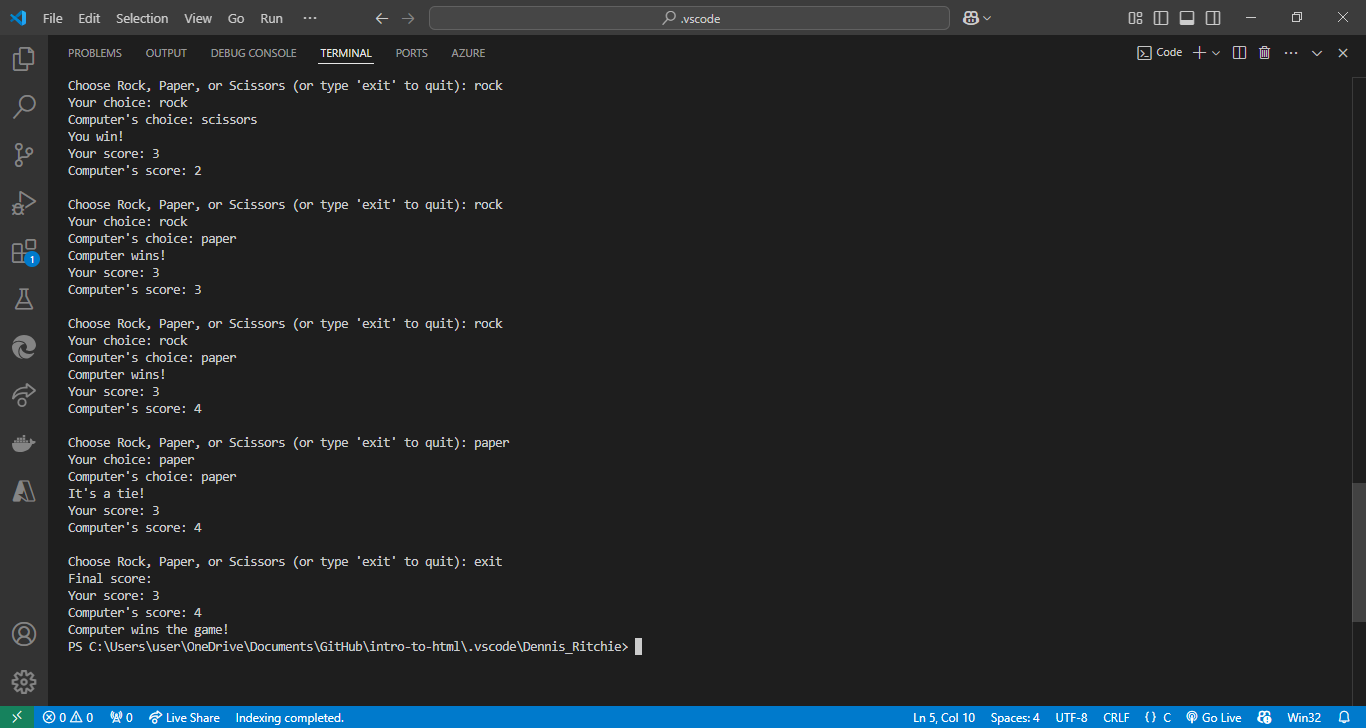 File Edit Selection View Go Run ··· .vscode
PROBLEMS OUTPUT DEBUG CONSOLE TERMINAL PORTS AZURE Code
Choose Rock, Paper, or Scissors (or type 'exit' to quit): rock
Your choice: rock
Computer's choice: scissors
You win!
Your score: 3
Computer's score: 2
Choose Rock, Paper, or Scissors (or type 'exit' to quit): rock
Your choice: rock
Computer's choice: paper
Computer wins!
Your score: 3
Computer's score: 3
Choose Rock, Paper, or Scissors (or type 'exit' to quit): rock
Your choice: rock
Computer's choice: paper
Computer wins!
Your score: 3
Computer's score: 4
Choose Rock, Paper, or Scissors (or type 'exit' to quit): paper
Your choice: paper
Computer's choice: paper
It's a tie!
Your score: 3
Computer's score: 4
Choose Rock, Paper, or Scissors (or type 'exit' to quit): exit
Final score:
Your score: 3
Computer's score: 4
Computer wins the game!
PS C:\Users\user\OneDrive\Documents\GitHub\intro-to-html\.vscode\Dennis_Ritchie>
1
0 0 0 Live Share Indexing completed. Ln 5, Col 10 Spaces: 4 UTF-8 CRLF {} C Go Live Win32